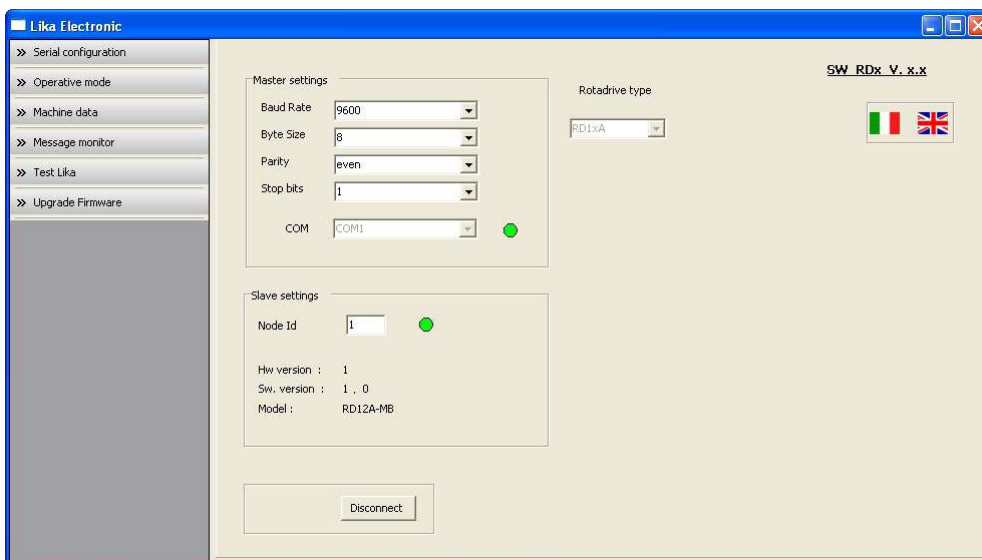 Lika Electronic
» Serial configuration
» Operative mode
» Machine data
» Message monitor
» Test Lika
» Upgrade Firmware
Master settings
Baud Rate 9600
Byte Size 8
Parity even
Stop bits 1
COM COM1
Rotadrive type
RD1xA
SW RDx V. x.x
Slave settings
Node Id 1
Hw version : 1
Sw. version : 1 , 0
Model : RD12A-MB
Disconnect